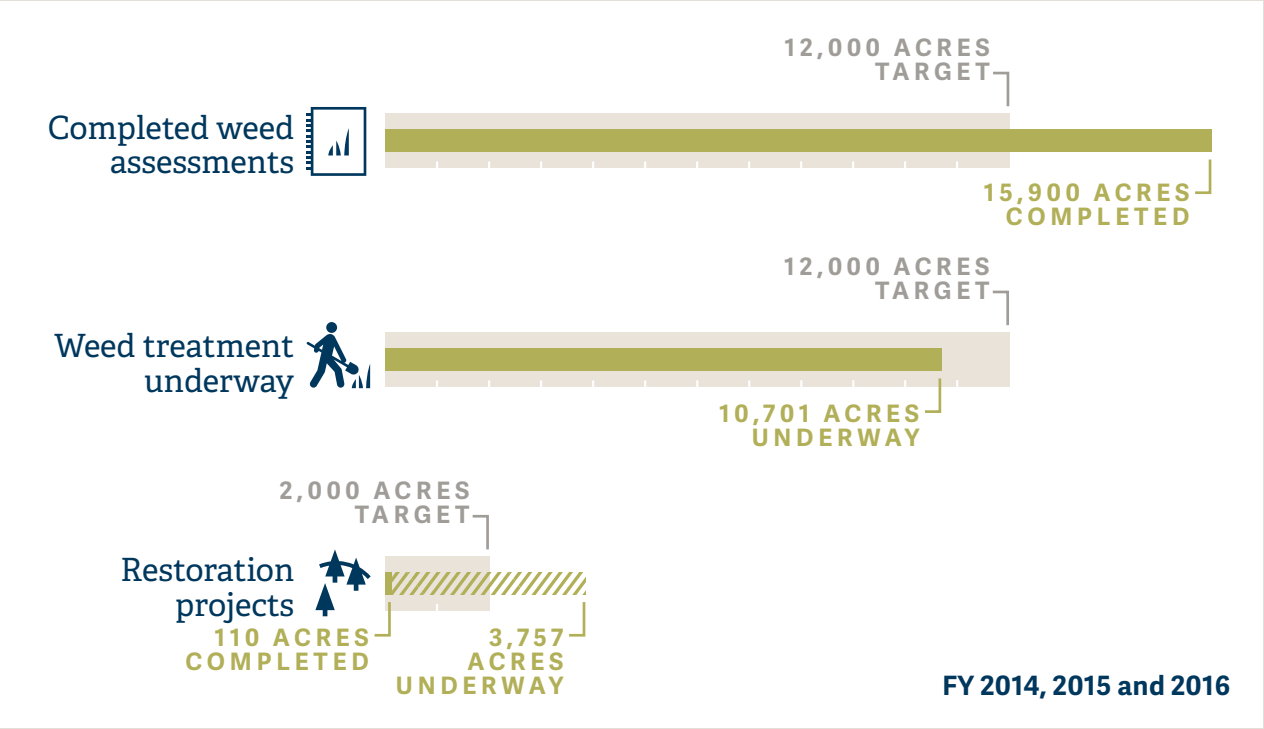 12,000 ACRES
TARGET
Completed weed
assessments
15,900 ACRES
COMPLETED
12,000 ACRES
TARGET
Weed treatment
underway
10,701 ACRES
UNDERWAY
2,000 ACRES
TARGET
Restoration
projects
110 ACRES
COMPLETED
3,757
ACRES
UNDERWAY
FY 2014, 2015 and 2016